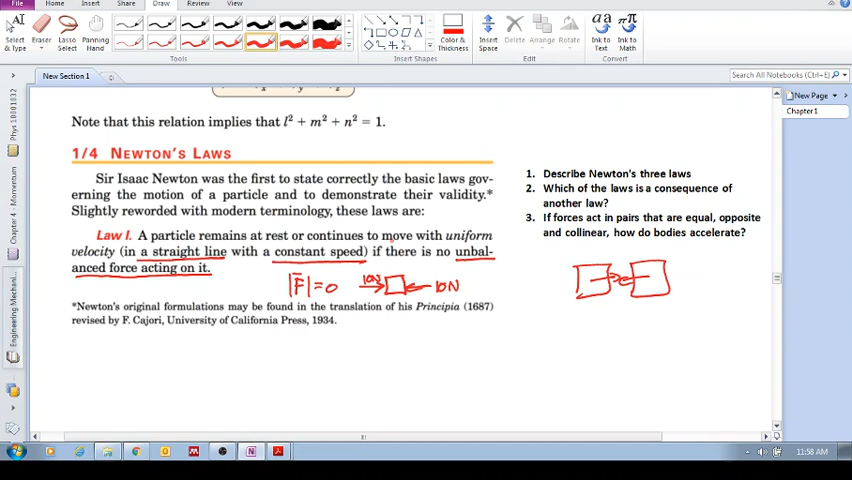 File Home Insert Share Draw Review View
Select & Type
Eraser
Lasso Select
Panning Hand
Color & Thickness
Insert Space
Delete
Arrange
Rotate
Ink to Text
Ink to Math
Tools Insert Shapes Edit Convert
New Section 1
Search All Notebooks (Ctrl+E)
New Page
Chapter1
Phys 10001032
Chapter 4 - Momentum
Engineering Mechani
Note that this relation implies that l² + m² + n² = 1.
1/4 NEWTON'S LAWS
Sir Isaac Newton was the first to state correctly the basic laws gov-
erning the motion of a particle and to demonstrate their validity.*
Slightly reworded with modern terminology, these laws are:
Law I. A particle remains at rest or continues to move with uniform
velocity (in a straight line with a constant speed) if there is no unbal-
anced force acting on it.
|F̅|=0 10N 10N
*Newton's original formulations may be found in the translation of his Principia (1687)
revised by F. Cajori, University of California Press, 1934.
1. Describe Newton's three laws
2. Which of the laws is a consequence of
another law?
3. If forces act in pairs that are equal, opposite
and collinear, how do bodies accelerate?
11:58 AM